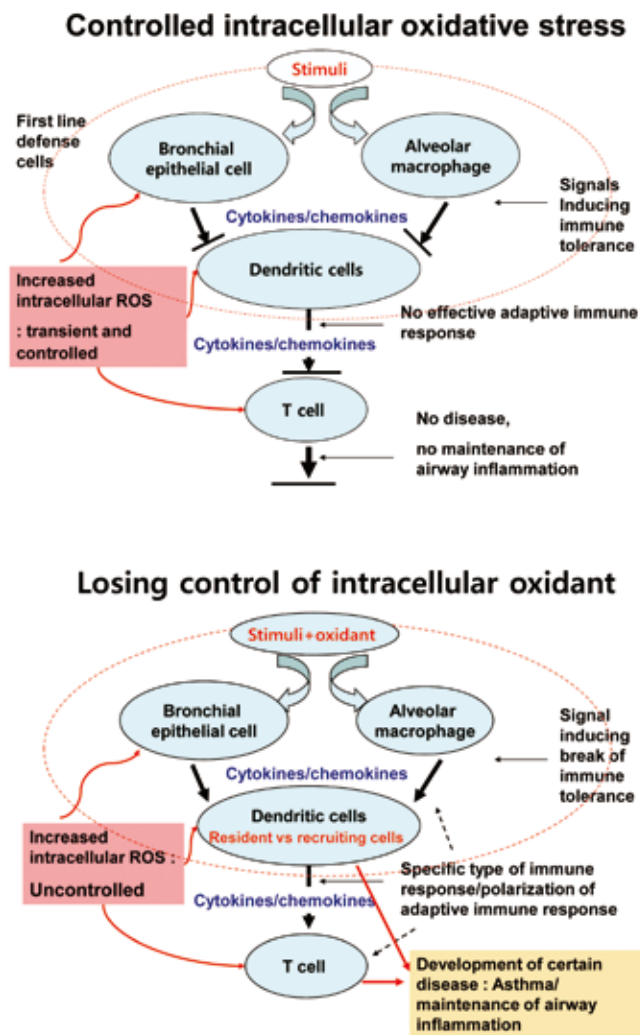 Controlled intracellular oxidative stress
Stimuli
First line
defense
cells
Bronchial
epithelial cell
Alveolar
macrophage
Signals
Inducing
immune
tolerance
Cytokines/chemokines
Dendritic cells
Increased
intracellular ROS
: transient and
controlled
No effective adaptive immune
response
Cytokines/chemokines
T cell
No disease,
no maintenance of
airway inflammation
Losing control of intracellular oxidant
Stimuli+oxidant
Bronchial
epithelial cell
Alveolar
macrophage
Signal
inducing
break of
immune
tolerance
Cytokines/chemokines
Dendritic cells
Resident vs recruiting cells
Increased
intracellular ROS :
Uncontrolled
Specific type of immune
response/polarization of
adaptive immune response
Cytokines/chemokines
T cell
Development of certain
disease : Asthma/
maintenance of airway
inflammation